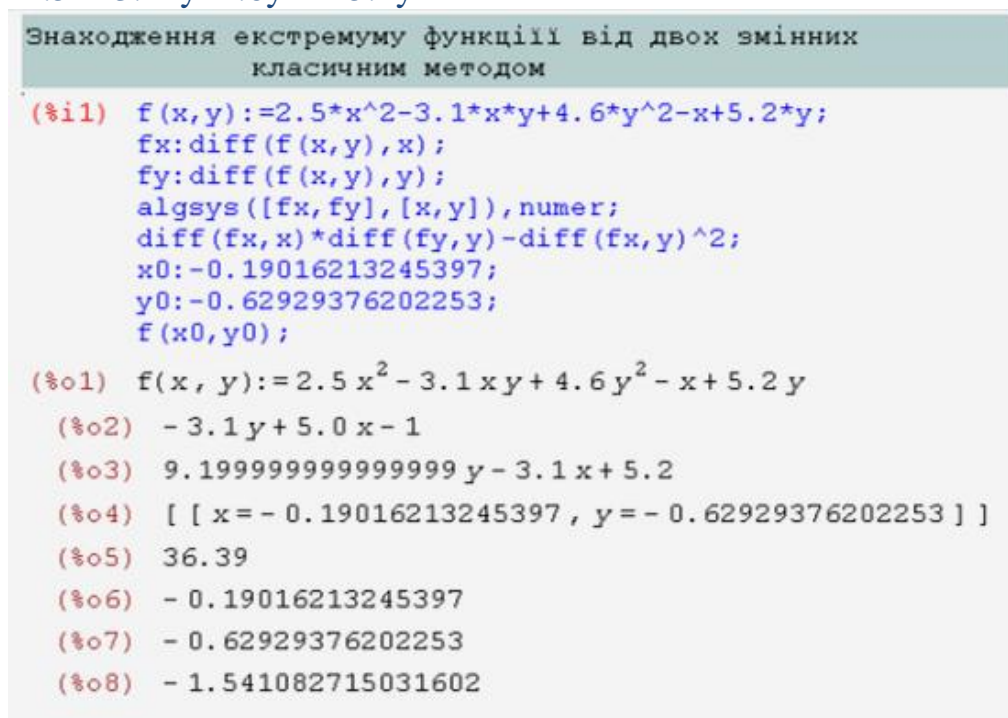 Знаходження екстремуму функціїї від двох змінних
класичним методом
(%i1) f(x,y):=2.5*x^2-3.1*x*y+4.6*y^2-x+5.2*y;
fx:diff(f(x,y),x);
fy:diff(f(x,y),y);
algsys([fx,fy],[x,y]),numer;
diff(fx,x)*diff(fy,y)-diff(fx,y)^2;
x0:-0.19016213245397;
y0:-0.62929376202253;
f(x0,y0);
(%o1) f(x, y):=2.5 x² - 3.1 x y + 4.6 y² - x + 5.2 y
(%o2) - 3.1 y + 5.0 x - 1
(%o3) 9.199999999999999 y - 3.1 x + 5.2
(%o4) [ [ x = - 0.19016213245397 , y = - 0.62929376202253 ] ]
(%o5) 36.39
(%o6) - 0.19016213245397
(%o7) - 0.62929376202253
(%o8) - 1.541082715031602